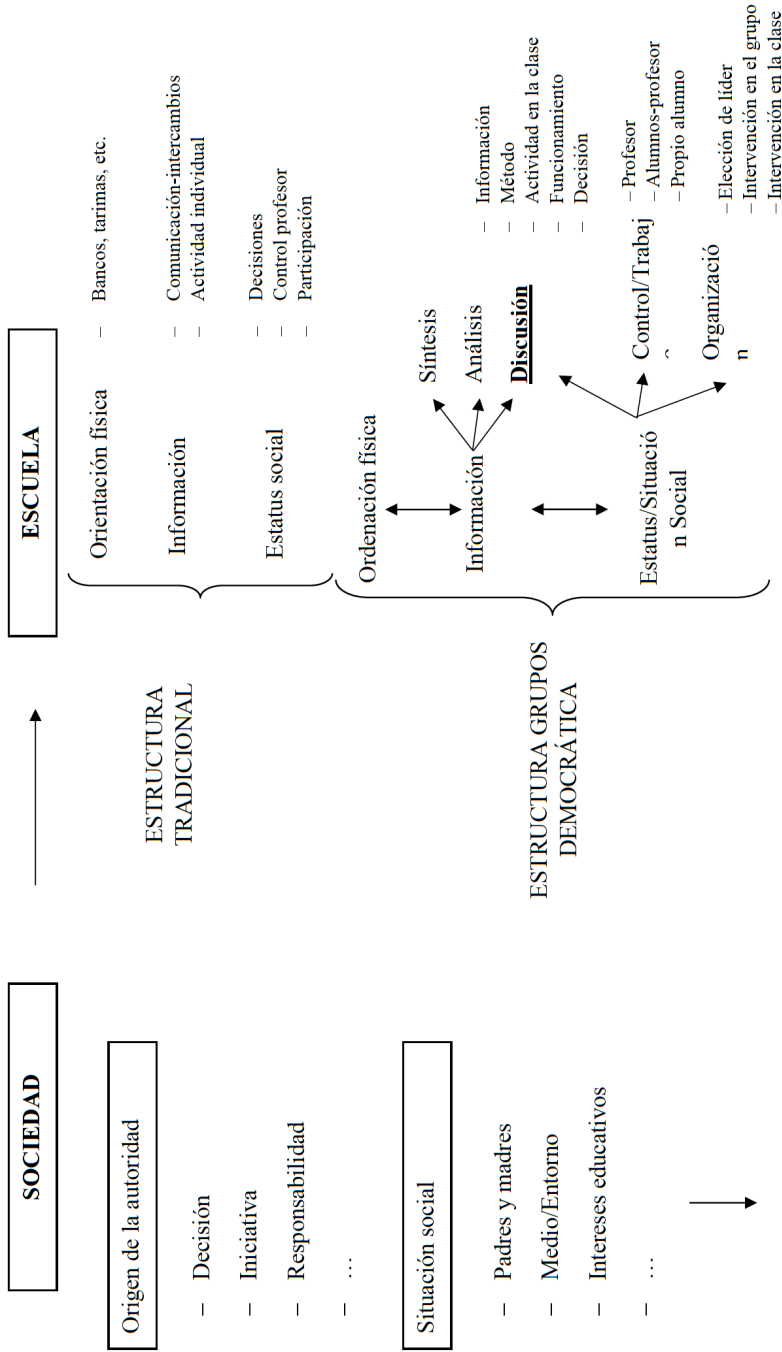 SOCIEDAD
Origen de la autoridad
– Decisión
– Iniciativa
– Responsabilidad
– …
Situación social
– Padres y madres
– Medio/Entorno
– Intereses educativos
– …
ESCUELA
ESTRUCTURA
TRADICIONAL
Orientación física
– Bancos, tarimas, etc.
Información
– Comunicación-intercambios
– Actividad individual
Estatus social
– Decisiones
– Control profesor
– Participación
ESTRUCTURA GRUPOS
DEMOCRÁTICA
Ordenación física
Información
Síntesis
Análisis
Discusión
– Información
– Método
– Actividad en la clase
– Funcionamiento
– Decisión
Estatus/Situació
n Social
Control/Trabaj
– Profesor
– Alumnos-profesor
– Propio alumno
Organizació
n
– Elección de líder
– Intervención en el grupo
– Intervención en la clase